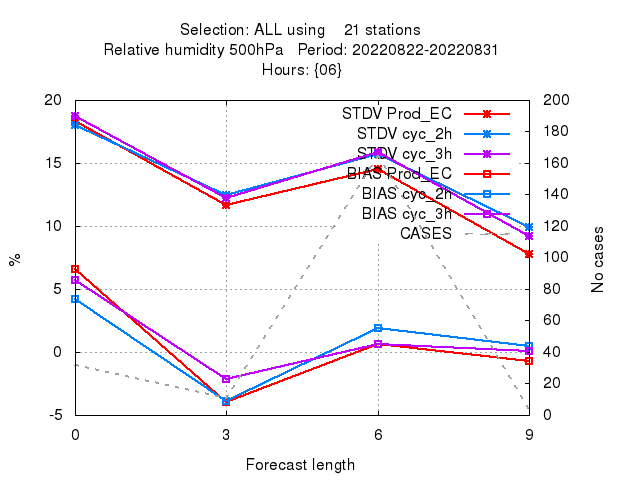 Selection: ALL using 21 stations
Relative humidity 500hPa Period: 20220822-20220831
Hours: {06}
20
15
10
5
0
-5
%
200
180
160
140
120
100
80
60
40
20
0
No cases
STDV Prod_EC
STDV cyc_2h
STDV cyc_3h
BIAS Prod_EC
BIAS cyc_2h
BIAS cyc_3h
CASES
0 3 6 9
Forecast length